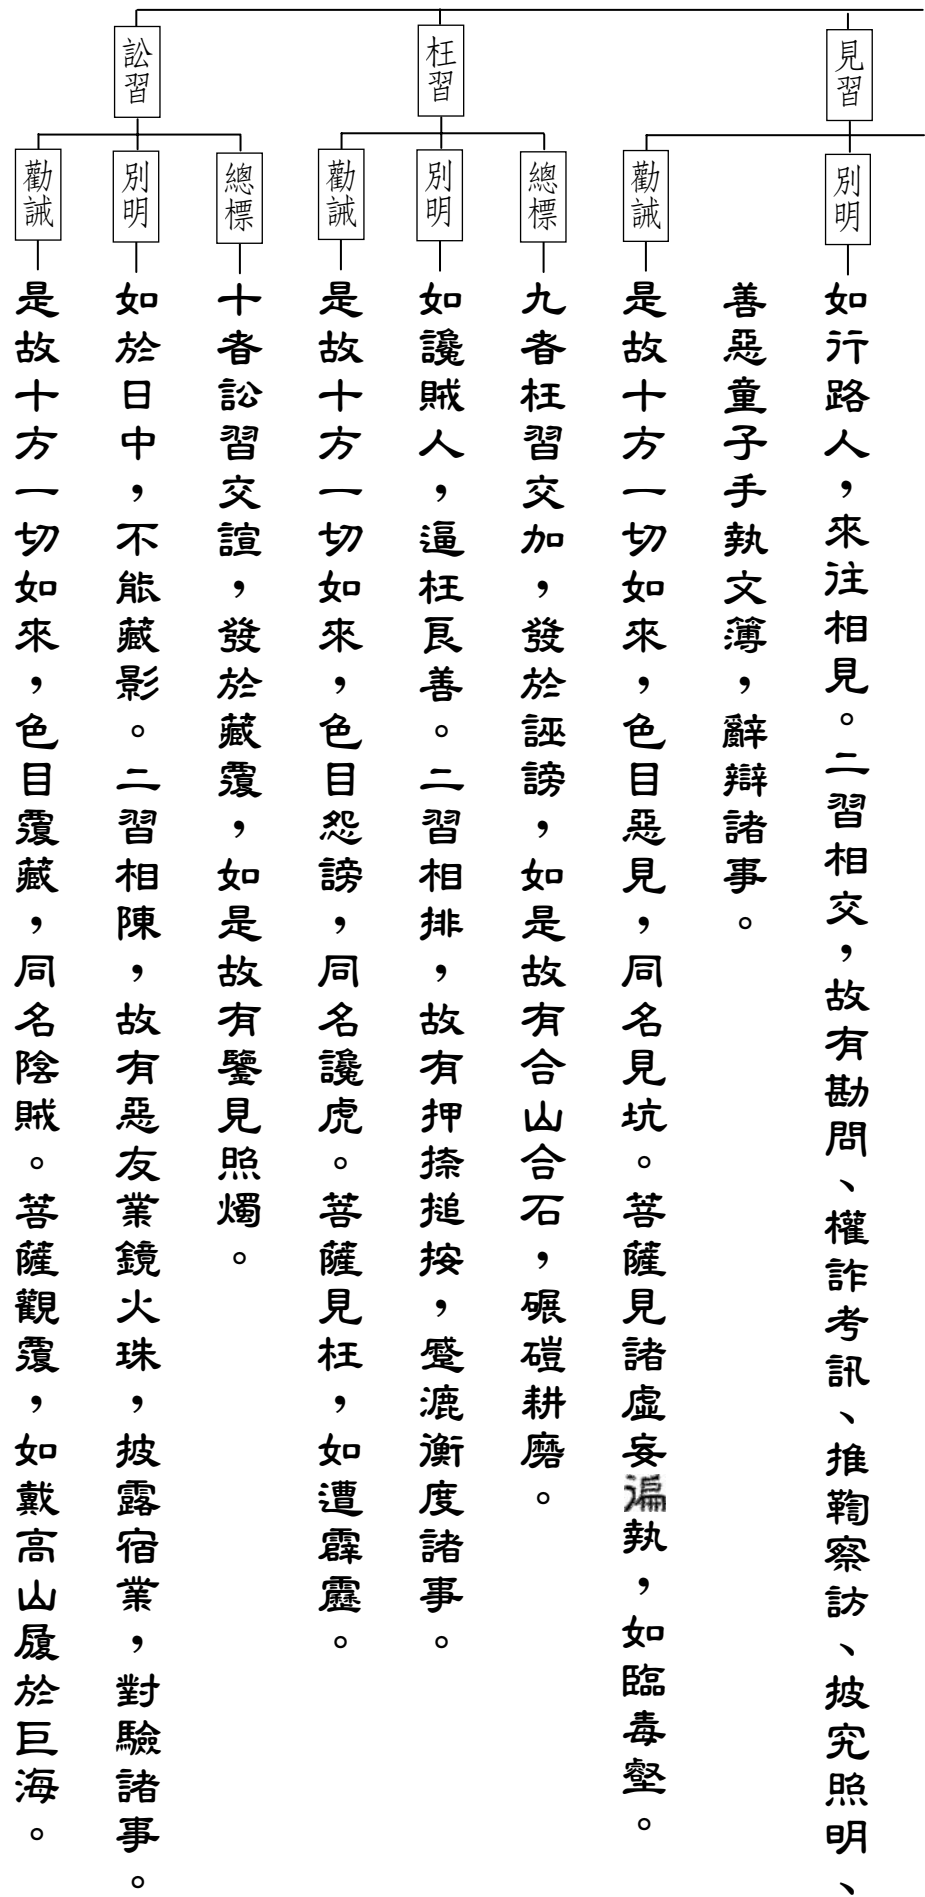 見習
別明
如行路人，來往相見。二習相交，故有勘問、權詐考訊、推鞫察訪、披究照明、
善惡童子手執文簿，辭辯諸事。
勸誡
是故十方一切如來，色目惡見，同名見坑。菩薩見諸虛妄徧執，如臨毒壑。
枉習
總標
九者枉習交加，發於誣謗，如是故有合山合石，碾磑耕磨。
別明
如讒賊人，逼枉良善。二習相排，故有押捺搥按，蹙漉衡度諸事。
勸誡
是故十方一切如來，色目怨謗，同名讒虎。菩薩見枉，如遭霹靂。
訟習
總標
十者訟習交諠，發於藏覆，如是故有鑒見照燭。
別明
如於日中，不能藏影。二習相陳，故有惡友業鏡火珠，披露宿業，對驗諸事。
勸誡
是故十方一切如來，色目覆藏，同名陰賊。菩薩觀覆，如戴高山履於巨海。